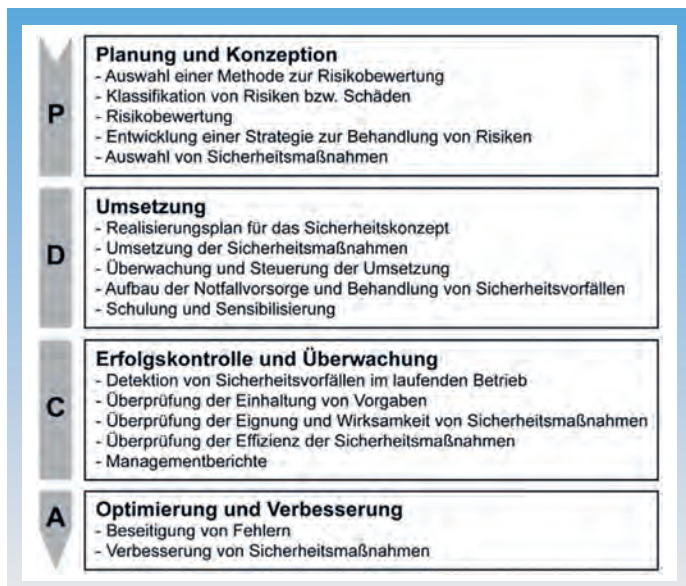 P
Planung und Konzeption
- Auswahl einer Methode zur Risikobewertung
- Klassifikation von Risiken bzw. Schäden
- Risikobewertung
- Entwicklung einer Strategie zur Behandlung von Risiken
- Auswahl von Sicherheitsmaßnahmen
D
Umsetzung
- Realisierungsplan für das Sicherheitskonzept
- Umsetzung der Sicherheitsmaßnahmen
- Überwachung und Steuerung der Umsetzung
- Aufbau der Notfallvorsorge und Behandlung von Sicherheitsvorfällen
- Schulung und Sensibilisierung
C
Erfolgskontrolle und Überwachung
- Detektion von Sicherheitsvorfällen im laufenden Betrieb
- Überprüfung der Einhaltung von Vorgaben
- Überprüfung der Eignung und Wirksamkeit von Sicherheitsmaßnahmen
- Überprüfung der Effizienz der Sicherheitsmaßnahmen
- Managementberichte
A
Optimierung und Verbesserung
- Beseitigung von Fehlern
- Verbesserung von Sicherheitsmaßnahmen